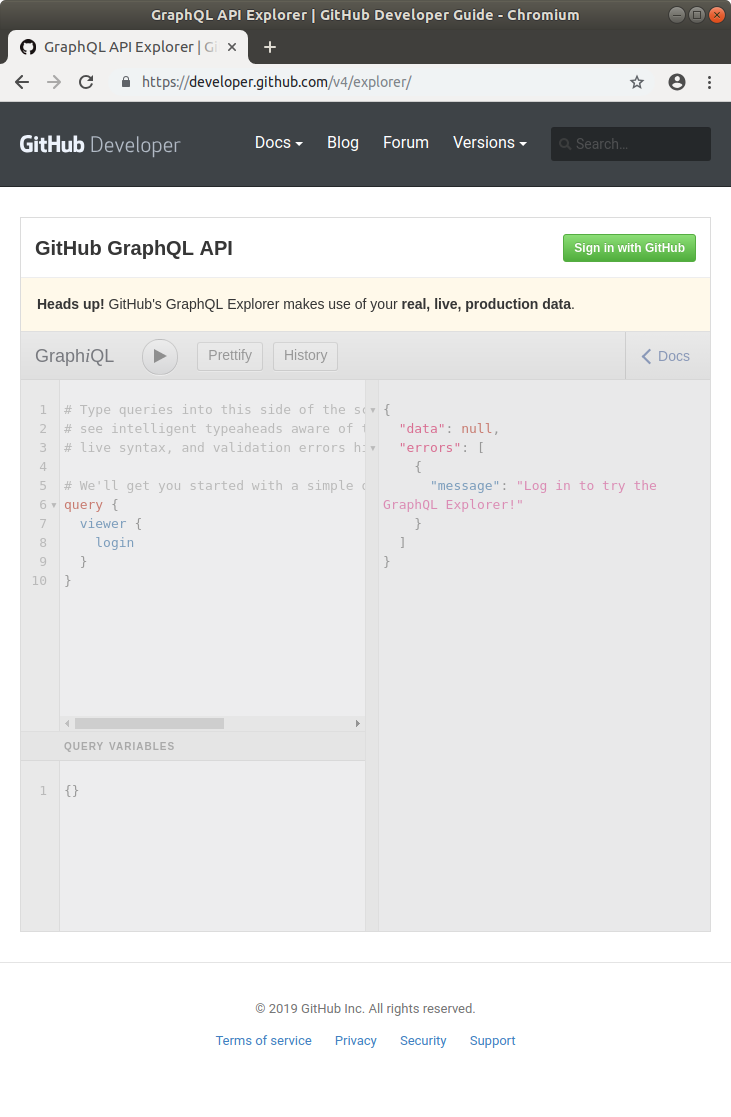 GraphQL API Explorer | GitHub Developer Guide - Chromium
GraphQL API Explorer |
https://developer.github.com/v4/explorer/
GitHub Developer
Docs
Blog
Forum
Versions
Search...
GitHub GraphQL API
Sign in with GitHub
Heads up! GitHub's GraphQL Explorer makes use of your real, live, production data.
GraphiQL
Prettify
History
Docs
1 # Type queries into this side of the
2 # see intelligent typeaheads aware of
3 # live syntax, and validation errors
4
5 # We'll get you started with a simple
6 query {
7 viewer {
8 login
9 }
10 }
{
"data": null,
"errors": [
{
"message": "Log in to try the
GraphQL Explorer!"
}
]
}
QUERY VARIABLES
1 {}
© 2019 GitHub Inc. All rights reserved.
Terms of service Privacy Security Support